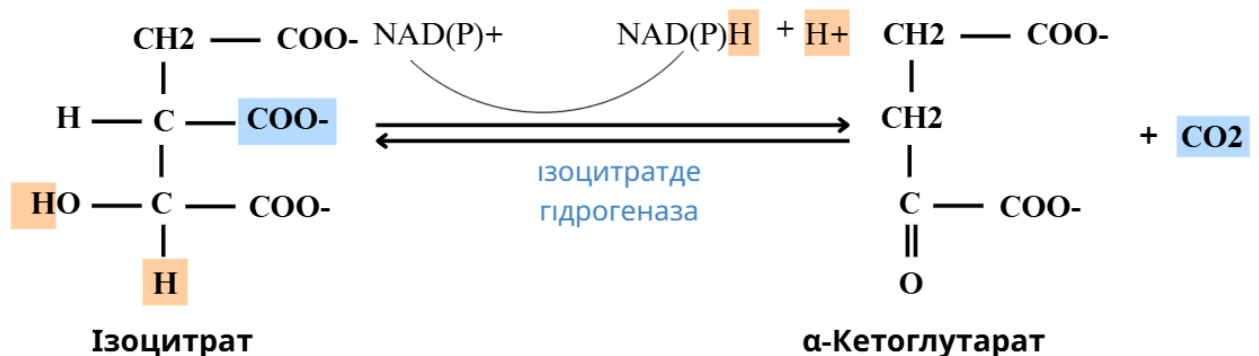 CH2 COO- NAD(P)+ NAD(P)H + H+ CH2 COO-
H C COO- CH2 + CO2
ізоцитратде
гідрогеназа
HO C COO- C COO-
H O
Ізоцитрат α-Кетоглутарат